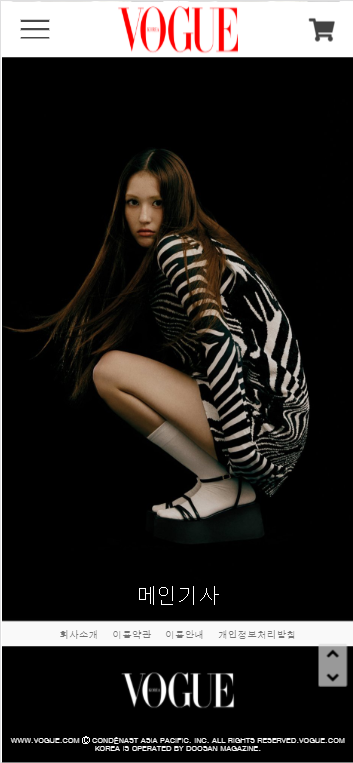 VOGUE
KOREA
메인기사
회사소개 이용약관 이용안내 개인정보처리방침
VOGUE
KOREA
WWW.VOGUE.COM ⓒ CONDÉNAST ASIA PACIFIC. INC. ALL RIGHTS RESERVED.VOGUE.COM
KOREA IS OPERATED BY DOOSAN MAGAZINE.